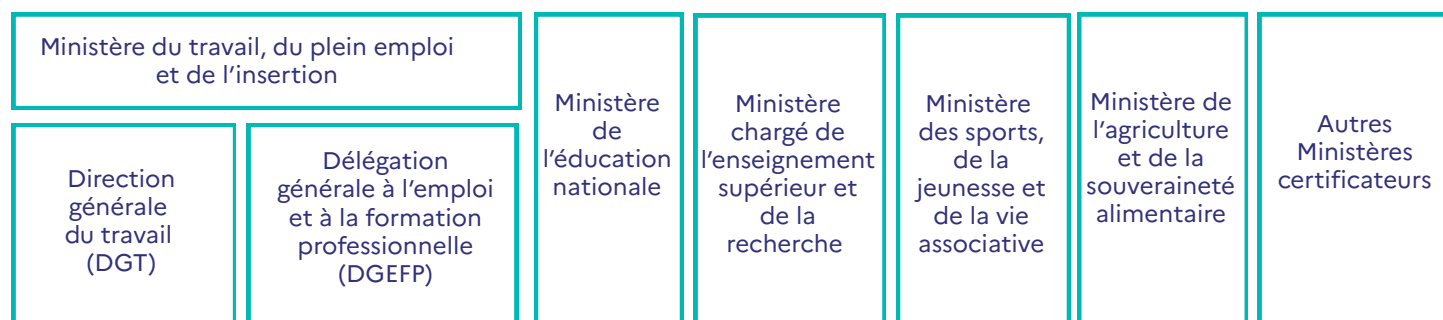 Ministère du travail, du plein emploi
et de l'insertion
Direction
générale
du travail
(DGT)
Délégation
générale à l'emploi
et à la formation
professionnelle
(DGEFP)
Ministère
de
l'éducation
nationale
Ministère
chargé de
l'enseignement
supérieur et
de la
recherche
Ministère
des sports,
de la
jeunesse et
de la vie
associative
Ministère de
l'agriculture
et de la
souveraineté
alimentaire
Autres
Ministères
certificateurs